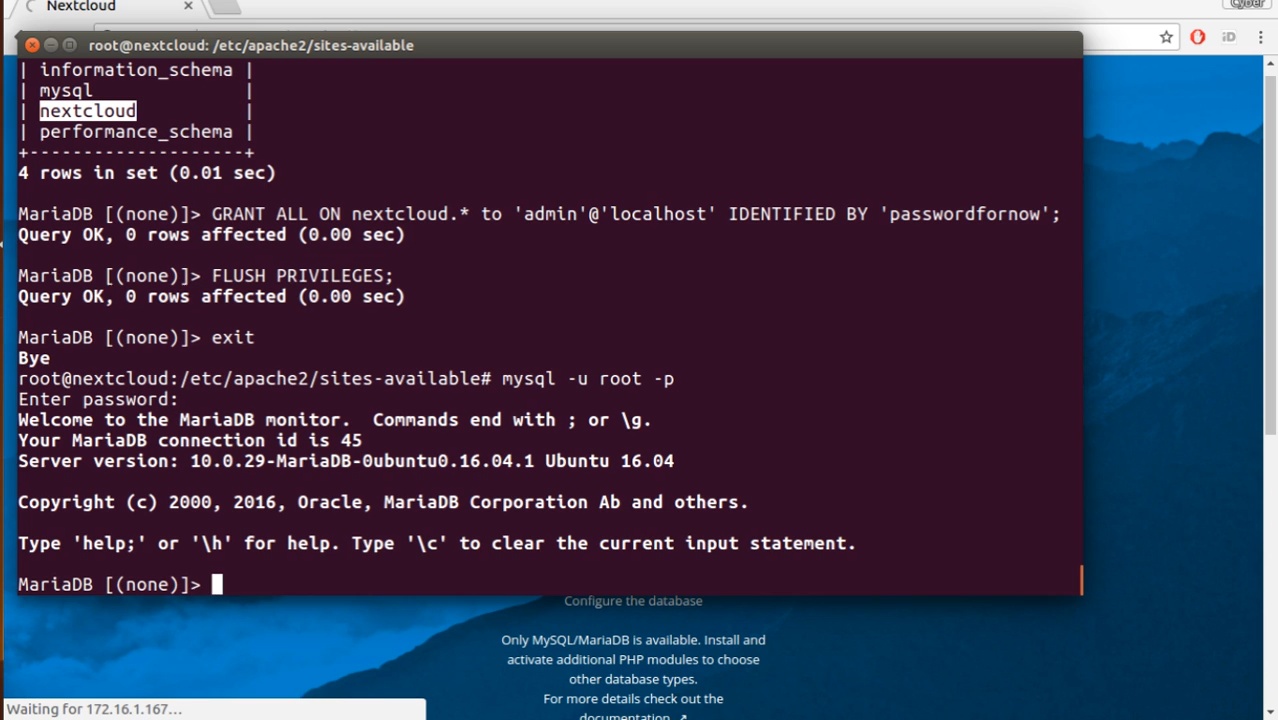 Nextcloud
Cyber
root@nextcloud: /etc/apache2/sites-available
iD
| information_schema |
| mysql              |
| nextcloud          |
| performance_schema |
+--------------------+
4 rows in set (0.01 sec)
MariaDB [(none)]> GRANT ALL ON nextcloud.* to 'admin'@'localhost' IDENTIFIED BY 'passwordfornow';
Query OK, 0 rows affected (0.00 sec)
MariaDB [(none)]> FLUSH PRIVILEGES;
Query OK, 0 rows affected (0.00 sec)
MariaDB [(none)]> exit
Bye
root@nextcloud:/etc/apache2/sites-available# mysql -u root -p
Enter password:
Welcome to the MariaDB monitor.  Commands end with ; or \g.
Your MariaDB connection id is 45
Server version: 10.0.29-MariaDB-0ubuntu0.16.04.1 Ubuntu 16.04
Copyright (c) 2000, 2016, Oracle, MariaDB Corporation Ab and others.
Type 'help;' or '\h' for help. Type '\c' to clear the current input statement.
MariaDB [(none)]>
Configure the database
Only MySQL/MariaDB is available. Install and
activate additional PHP modules to choose
other database types.
For more details check out the
documentation. ↗
Waiting for 172.16.1.167...